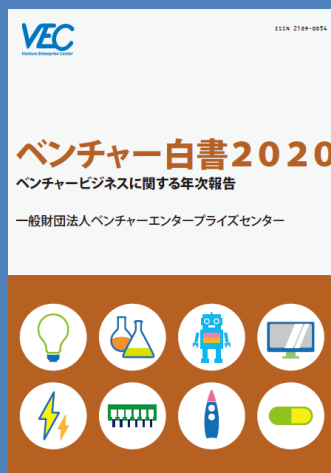 VEC
Venture Enterprise Center
ISSN 2189-0654
ベンチャー白書2020
ベンチャービジネスに関する年次報告
一般財団法人ベンチャーエンタープライズセンター